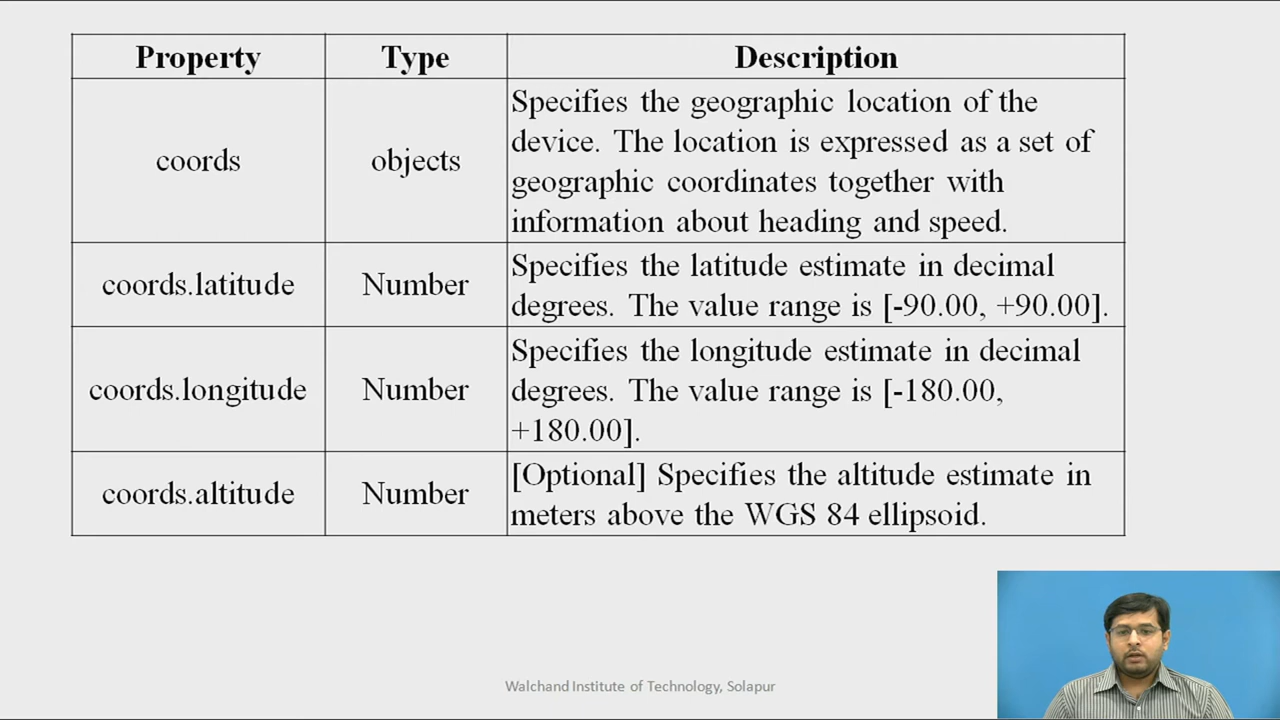 Property Type Description
coords objects Specifies the geographic location of the
device. The location is expressed as a set of
geographic coordinates together with
information about heading and speed.
coords.latitude Number Specifies the latitude estimate in decimal
degrees. The value range is [-90.00, +90.00].
coords.longitude Number Specifies the longitude estimate in decimal
degrees. The value range is [-180.00,
+180.00].
coords.altitude Number [Optional] Specifies the altitude estimate in
meters above the WGS 84 ellipsoid.
Walchand Institute of Technology, Solapur